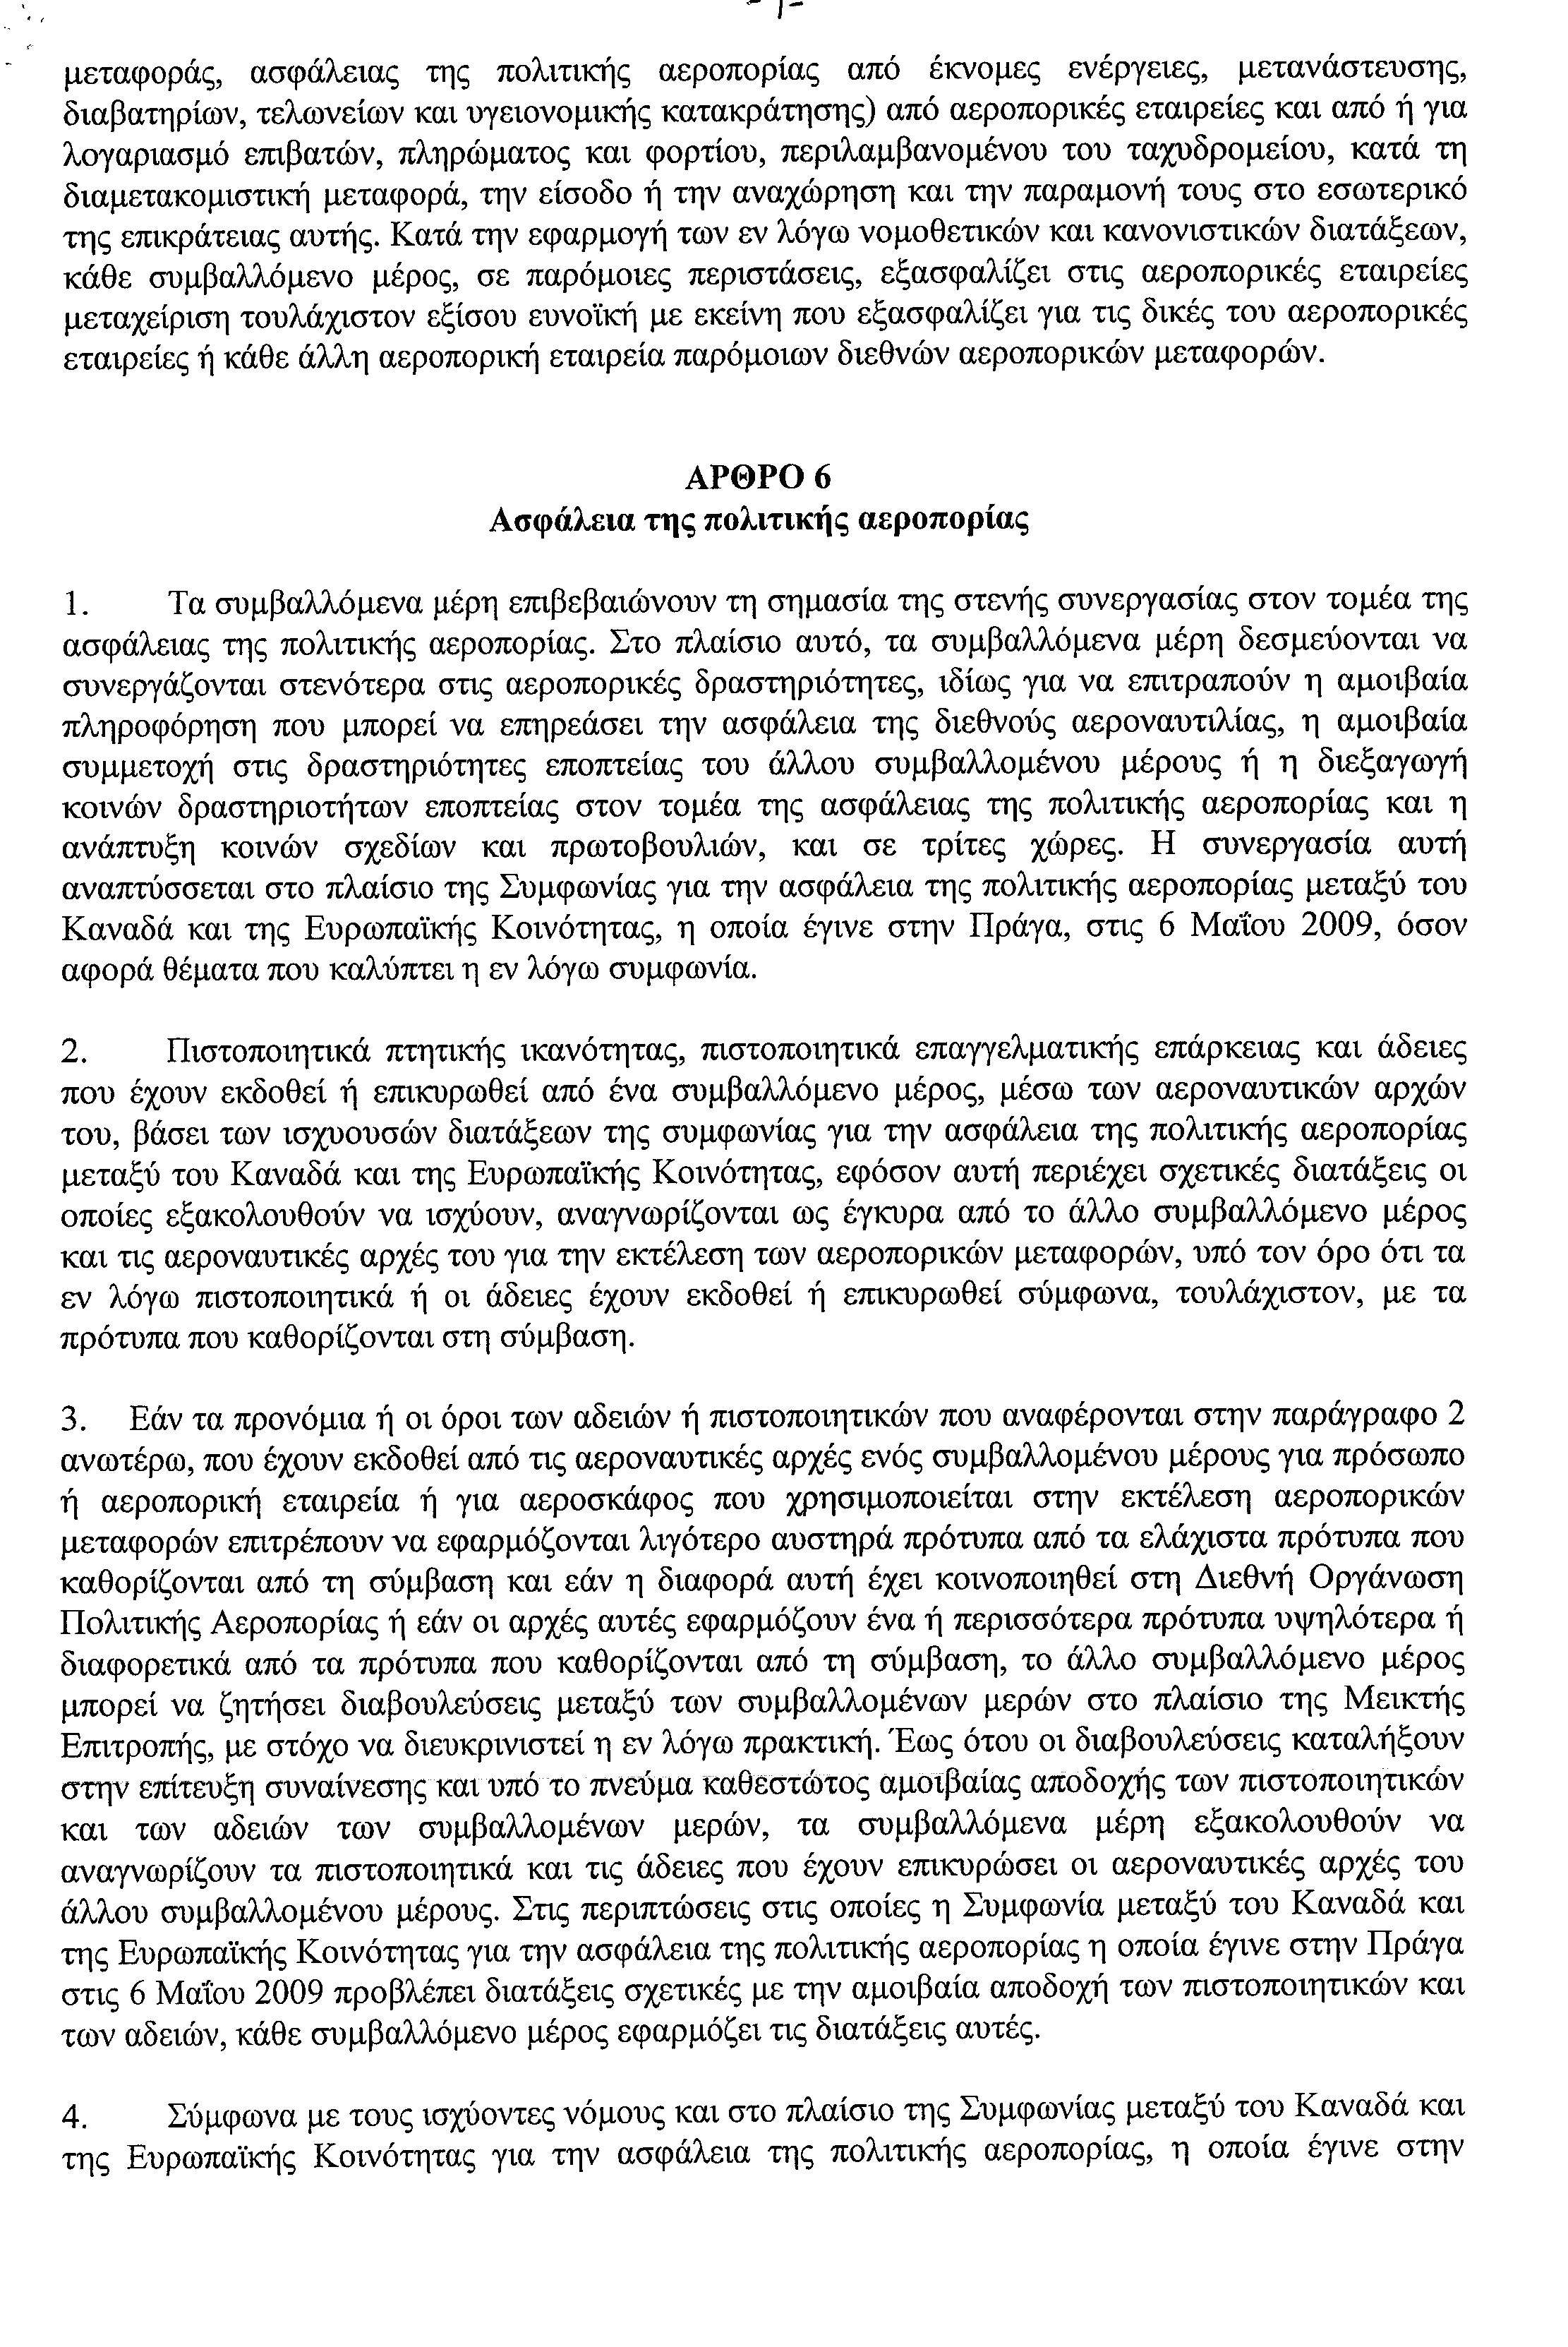 μεταφοράς, ασφάλειας της πολιτικής αεροπορίας από έκνομες ενέργειες, μετανάστευσης,
διαβατηρίων, τελωνείων και υγειονομικής κατακράτησης) από αεροπορικές εταιρείες και από ή για
λογαριασμό επιβατών, πληρώματος και φορτίου, περιλαμβανομένου του ταχυδρομείου, κατά τη
διαμετακομιστική μεταφορά, την είσοδο ή την αναχώρηση και την παραμονή τους στο εσωτερικό
της επικράτειας αυτής. Κατά την εφαρμογή των εν λόγω νομοθετικών και κανονιστικών διατάξεων,
κάθε συμβαλλόμενο μέρος, σε παρόμοιες περιστάσεις, εξασφαλίζει στις αεροπορικές εταιρείες
μεταχείριση τουλάχιστον εξίσου ευνοϊκή με εκείνη που εξασφαλίζει για τις δικές του αεροπορικές
εταιρείες ή κάθε άλλη αεροπορική εταιρεία παρόμοιων διεθνών αεροπορικών μεταφορών.
ΑΡΘΡΟ 6
Ασφάλεια της πολιτικής αεροπορίας
1. Τα συμβαλλόμενα μέρη επιβεβαιώνουν τη σημασία της στενής συνεργασίας στον τομέα της
ασφάλειας της πολιτικής αεροπορίας. Στο πλαίσιο αυτό, τα συμβαλλόμενα μέρη δεσμεύονται να
συνεργάζονται στενότερα στις αεροπορικές δραστηριότητες, ιδίως για να επιτραπούν η αμοιβαία
πληροφόρηση που μπορεί να επηρεάσει την ασφάλεια της διεθνούς αεροναυτιλίας, η αμοιβαία
συμμετοχή στις δραστηριότητες εποπτείας του άλλου συμβαλλομένου μέρους ή η διεξαγωγή
κοινών δραστηριοτήτων εποπτείας στον τομέα της ασφάλειας της πολιτικής αεροπορίας και η
ανάπτυξη κοινών σχεδίων και πρωτοβουλιών, και σε τρίτες χώρες. Η συνεργασία αυτή
αναπτύσσεται στο πλαίσιο της Συμφωνίας για την ασφάλεια της πολιτικής αεροπορίας μεταξύ του
Καναδά και της Ευρωπαϊκής Κοινότητας, η οποία έγινε στην Πράγα, στις 6 Μαΐου 2009, όσον
αφορά θέματα που καλύπτει η εν λόγω συμφωνία.
2. Πιστοποιητικά πτητικής ικανότητας, πιστοποιητικά επαγγελματικής επάρκειας και άδειες
που έχουν εκδοθεί ή επικυρωθεί από ένα συμβαλλόμενο μέρος, μέσω των αεροναυτικών αρχών
του, βάσει των ισχυουσών διατάξεων της συμφωνίας για την ασφάλεια της πολιτικής αεροπορίας
μεταξύ του Καναδά και της Ευρωπαϊκής Κοινότητας, εφόσον αυτή περιέχει σχετικές διατάξεις οι
οποίες εξακολουθούν να ισχύουν, αναγνωρίζονται ως έγκυρα από το άλλο συμβαλλόμενο μέρος
και τις αεροναυτικές αρχές του για την εκτέλεση των αεροπορικών μεταφορών, υπό τον όρο ότι τα
εν λόγω πιστοποιητικά ή οι άδειες έχουν εκδοθεί ή επικυρωθεί σύμφωνα, τουλάχιστον, με τα
πρότυπα που καθορίζονται στη σύμβαση.
3. Εάν τα προνόμια ή οι όροι των αδειών ή πιστοποιητικών που αναφέρονται στην παράγραφο 2
ανωτέρω, που έχουν εκδοθεί από τις αεροναυτικές αρχές ενός συμβαλλομένου μέρους για πρόσωπο
ή αεροπορική εταιρεία ή για αεροσκάφος που χρησιμοποιείται στην εκτέλεση αεροπορικών
μεταφορών επιτρέπουν να εφαρμόζονται λιγότερο αυστηρά πρότυπα από τα ελάχιστα πρότυπα που
καθορίζονται από τη σύμβαση και εάν η διαφορά αυτή έχει κοινοποιηθεί στη Διεθνή Οργάνωση
Πολιτικής Αεροπορίας ή εάν οι αρχές αυτές εφαρμόζουν ένα ή περισσότερα πρότυπα υψηλότερα ή
διαφορετικά από τα πρότυπα που καθορίζονται από τη σύμβαση, το άλλο συμβαλλόμενο μέρος
μπορεί να ζητήσει διαβουλεύσεις μεταξύ των συμβαλλομένων μερών στο πλαίσιο της Μεικτής
Επιτροπής, με στόχο να διευκρινιστεί η εν λόγω πρακτική. Έως ότου οι διαβουλεύσεις καταλήξουν
στην επίτευξη συναίνεσης και υπό το πνεύμα καθεστώτος αμοιβαίας αποδοχής των πιστοποιητικών
και των αδειών των συμβαλλομένων μερών, τα συμβαλλόμενα μέρη εξακολουθούν να
αναγνωρίζουν τα πιστοποιητικά και τις άδειες που έχουν επικυρώσει οι αεροναυτικές αρχές του
άλλου συμβαλλομένου μέρους. Στις περιπτώσεις στις οποίες η Συμφωνία μεταξύ του Καναδά και
της Ευρωπαϊκής Κοινότητας για την ασφάλεια της πολιτικής αεροπορίας η οποία έγινε στην Πράγα
στις 6 Μαΐου 2009 προβλέπει διατάξεις σχετικές με την αμοιβαία αποδοχή των πιστοποιητικών και
των αδειών, κάθε συμβαλλόμενο μέρος εφαρμόζει τις διατάξεις αυτές.
4. Σύμφωνα με τους ισχύοντες νόμους και στο πλαίσιο της Συμφωνίας μεταξύ του Καναδά και
της Ευρωπαϊκής Κοινότητας για την ασφάλεια της πολιτικής αεροπορίας, η οποία έγινε στην